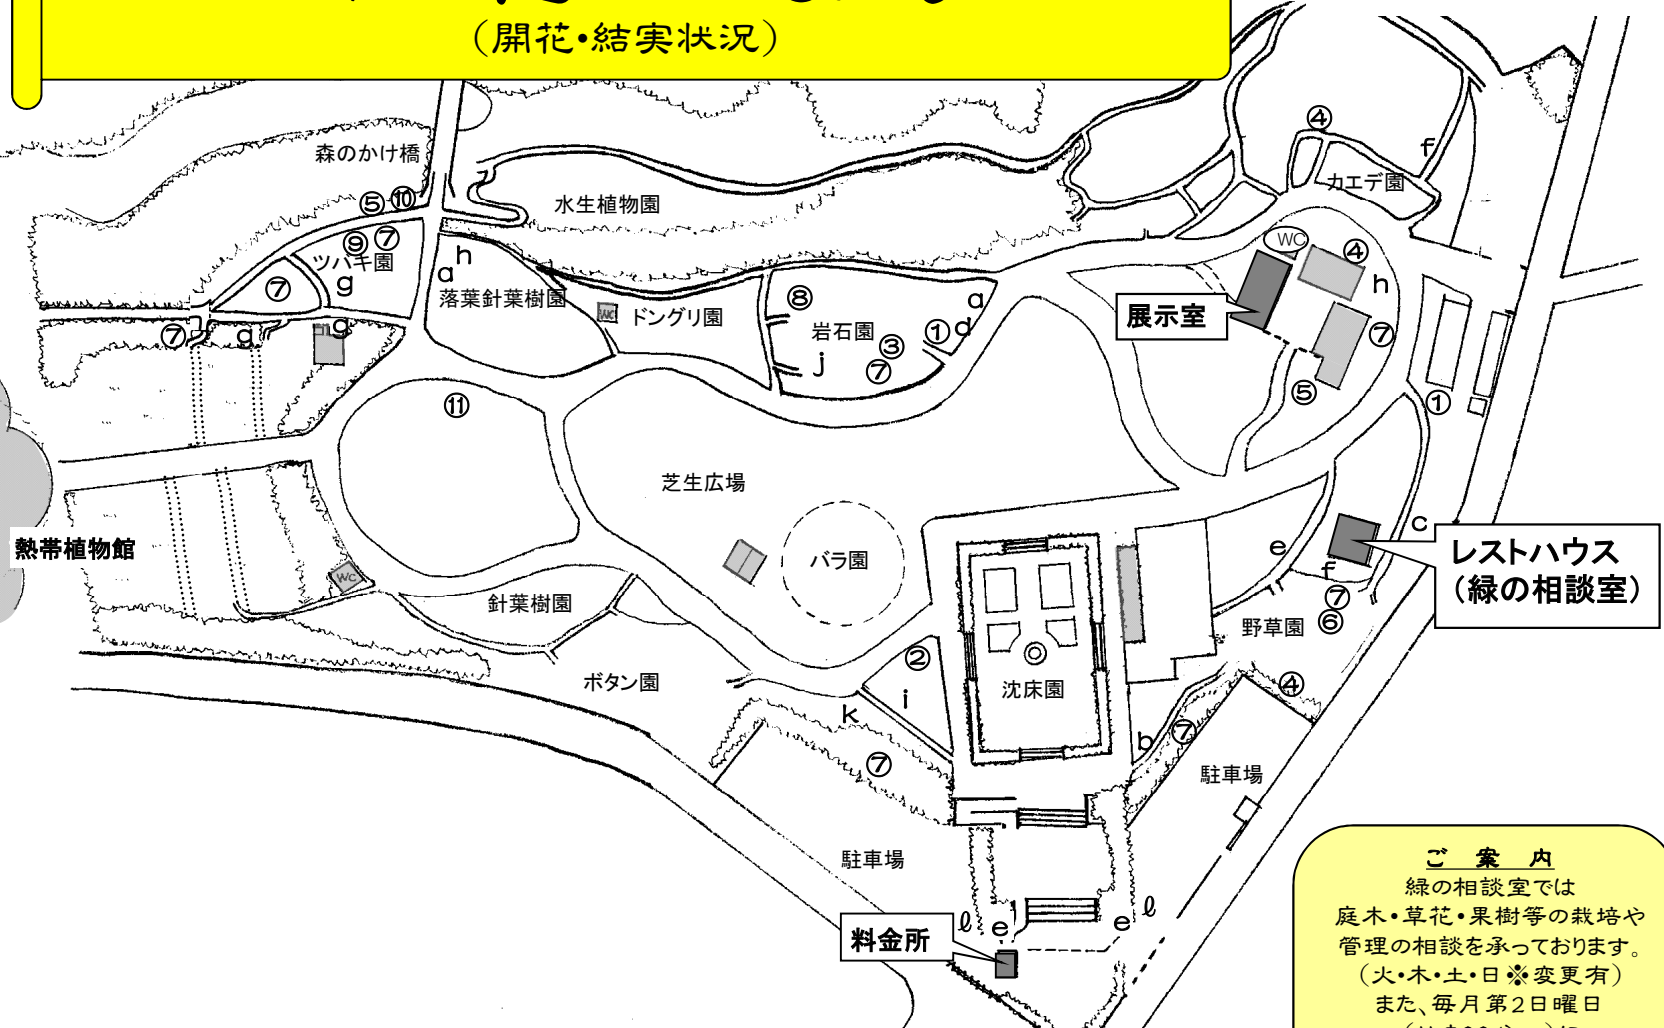 （開花・結実状況）
森のかけ橋
⑤ ⑩
⑨ ⑦
ツバキ園
g
⑦
⑦
g
g
h
a
落葉針葉樹園
水生植物園
WC
ドングリ園
⑧
岩石園
a
d
①
③
j
⑦
④
f
カエデ園
WC
④
h
展示室
⑦
⑤
①
⑪
芝生広場
バラ園
熱帯植物館
WC
針葉樹園
ボタン園
②
i
k
⑦
沈床園
c
e
f
レストハウス
（緑の相談室）
⑦
野草園 ⑥
④
b
⑦
駐車場
駐車場
料金所
ℓ
e
e
ℓ
ご 案 内
緑の相談室では
庭木・草花・果樹等の栽培や
管理の相談を承っております。
（火・木・土・日※変更有）
また、毎月第2日曜日